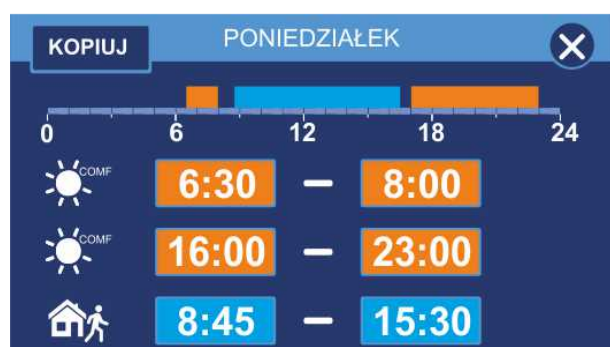 KOPIUJ PONIEDZIAŁEK
0 6 12 18 24
COMF 6:30 – 8:00
COMF 16:00 – 23:00
8:45 – 15:30